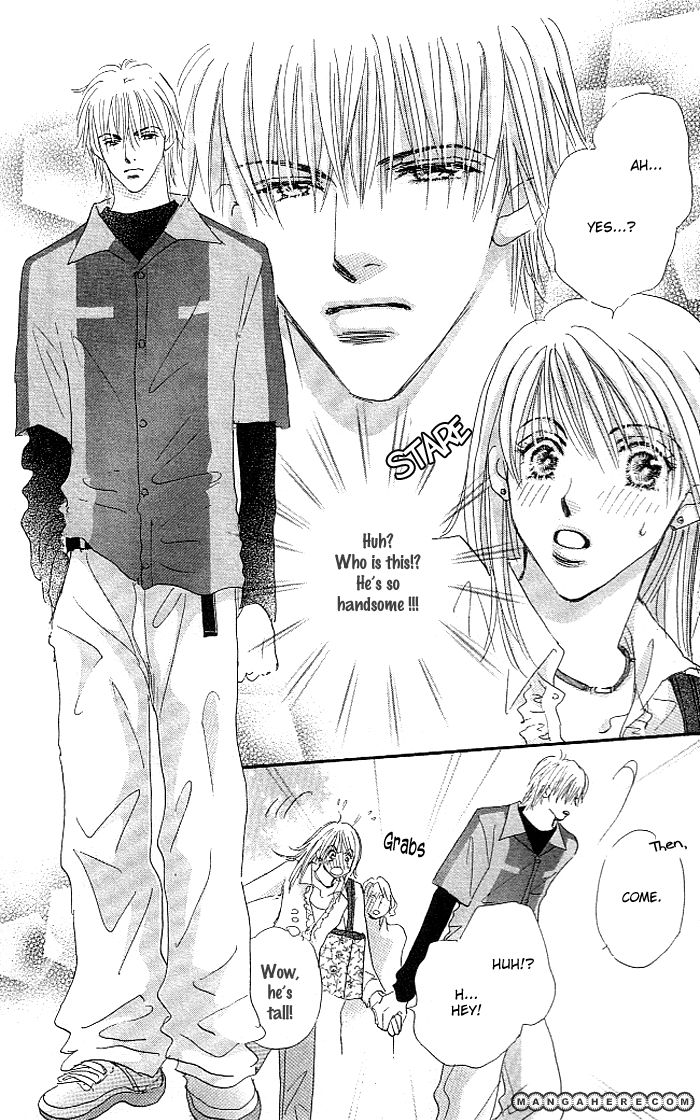 AH...
YES...?
STARE
Huh?
Who is this!?
He's so
handsome !!!
Then,
COME.
Grabs
HUH!?
H...
HEY!
Wow,
he's
tall!
MANGAHERE.COM